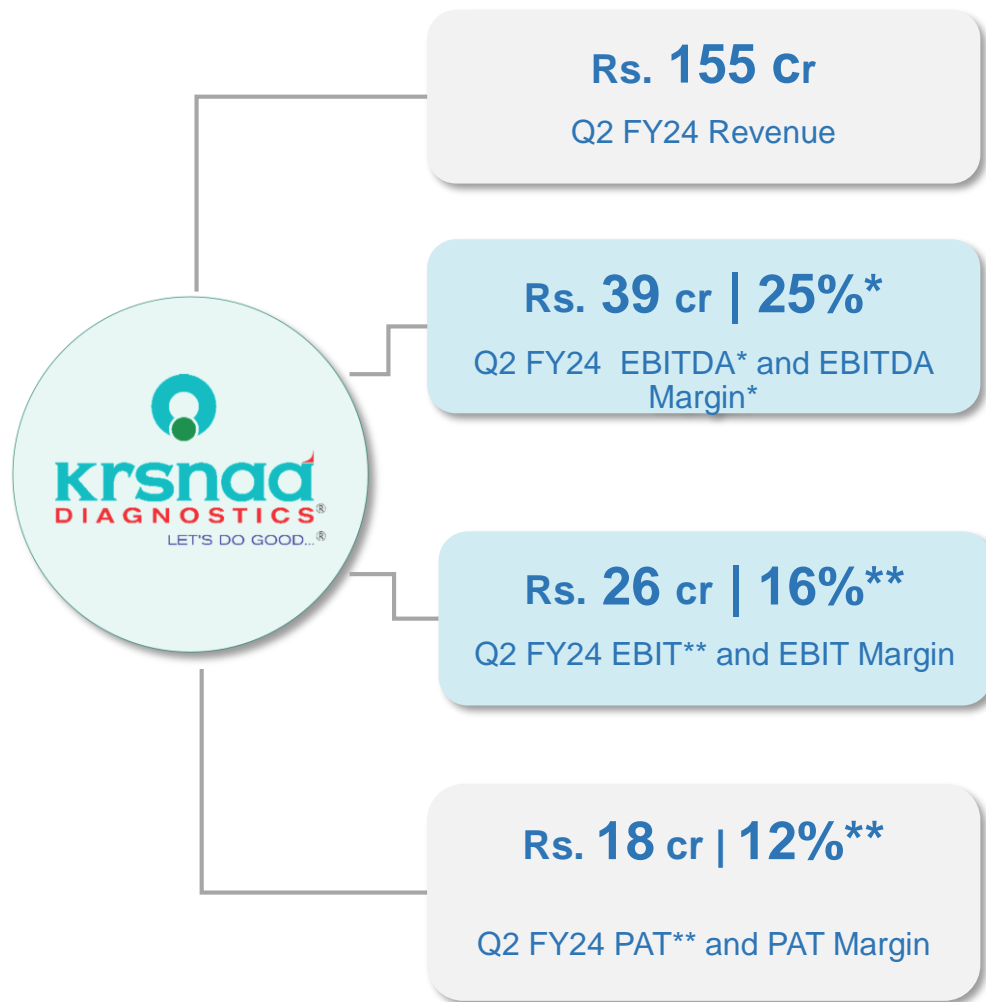 Rs. 155 cr
Q2 FY24 Revenue
Rs. 39 cr | 25%*
Q2 FY24 EBITDA* and EBITDA
Margin*
krsnaa
DIAGNOSTICS®
LET'S DO GOOD...®
Rs. 26 cr | 16%**
Q2 FY24 EBIT** and EBIT Margin
Rs. 18 cr | 12%**
Q2 FY24 PAT** and PAT Margin